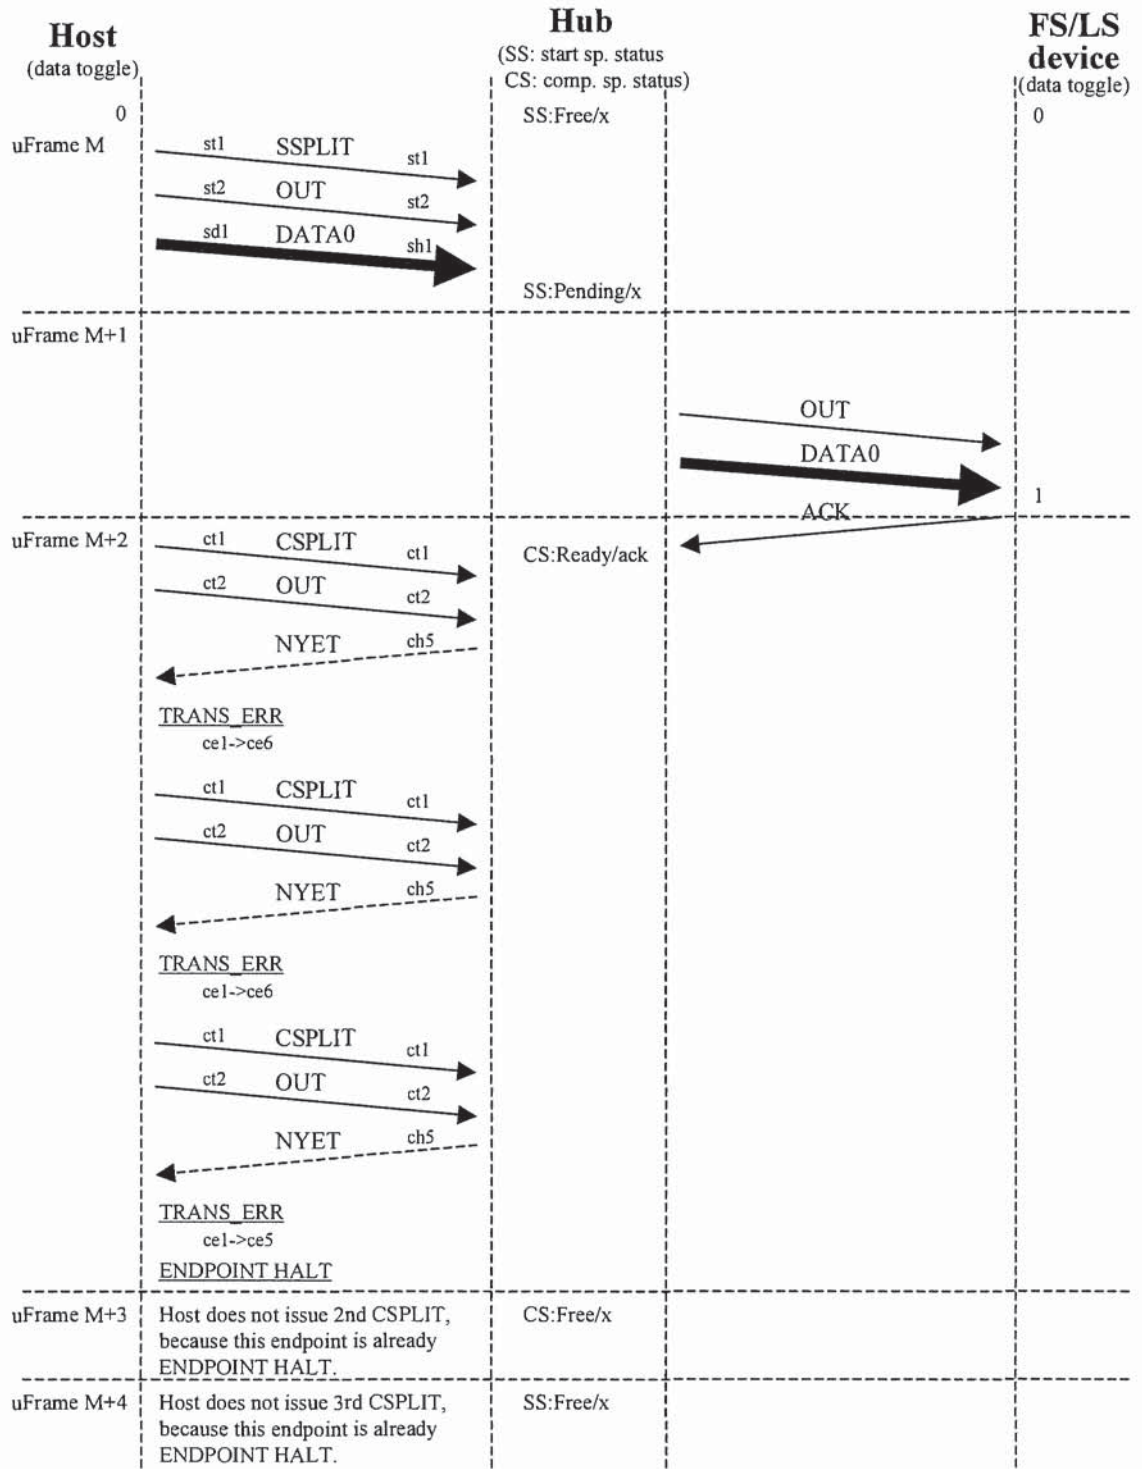 Host
(data toggle)
Hub
(SS: start sp. status
CS: comp. sp. status)
FS/LS
device
(data toggle)
0
SS:Free/x
0
uFrame M
st1 SSPLIT st1
st2 OUT st2
sd1 DATA0 sh1
SS:Pending/x
uFrame M+1
OUT
DATA0
1
ACK
uFrame M+2
ct1 CSPLIT ct1
CS:Ready/ack
ct2 OUT ct2
NYET ch5
TRANS_ERR
ce1->ce6
ct1 CSPLIT ct1
ct2 OUT ct2
NYET ch5
TRANS_ERR
ce1->ce6
ct1 CSPLIT ct1
ct2 OUT ct2
NYET ch5
TRANS_ERR
ce1->ce5
ENDPOINT HALT
uFrame M+3
Host does not issue 2nd CSPLIT,
because this endpoint is already
ENDPOINT HALT.
CS:Free/x
uFrame M+4
Host does not issue 3rd CSPLIT,
because this endpoint is already
ENDPOINT HALT.
SS:Free/x